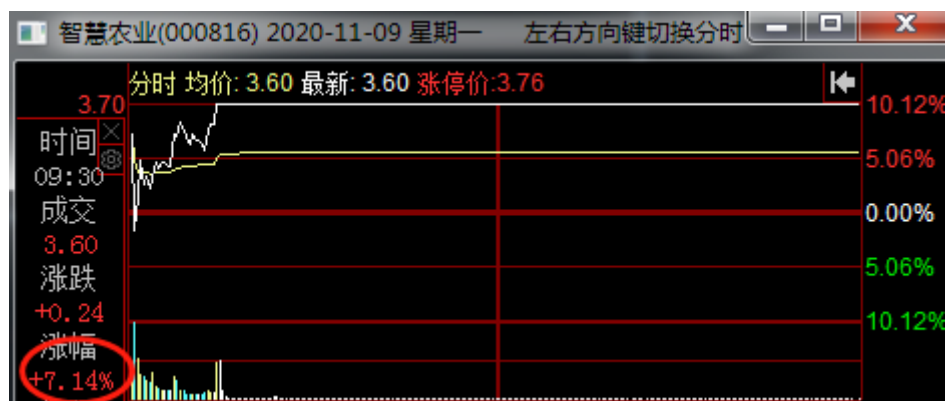 智慧农业(000816) 2020-11-09 星期一 左右方向键切换分时
分时 均价: 3.60 最新: 3.60 涨停价:3.76
3.70
10.12%
时间
09:30
5.06%
成交
0.00%
3.60
涨跌
5.06%
+0.24
10.12%
涨幅
+7.14%